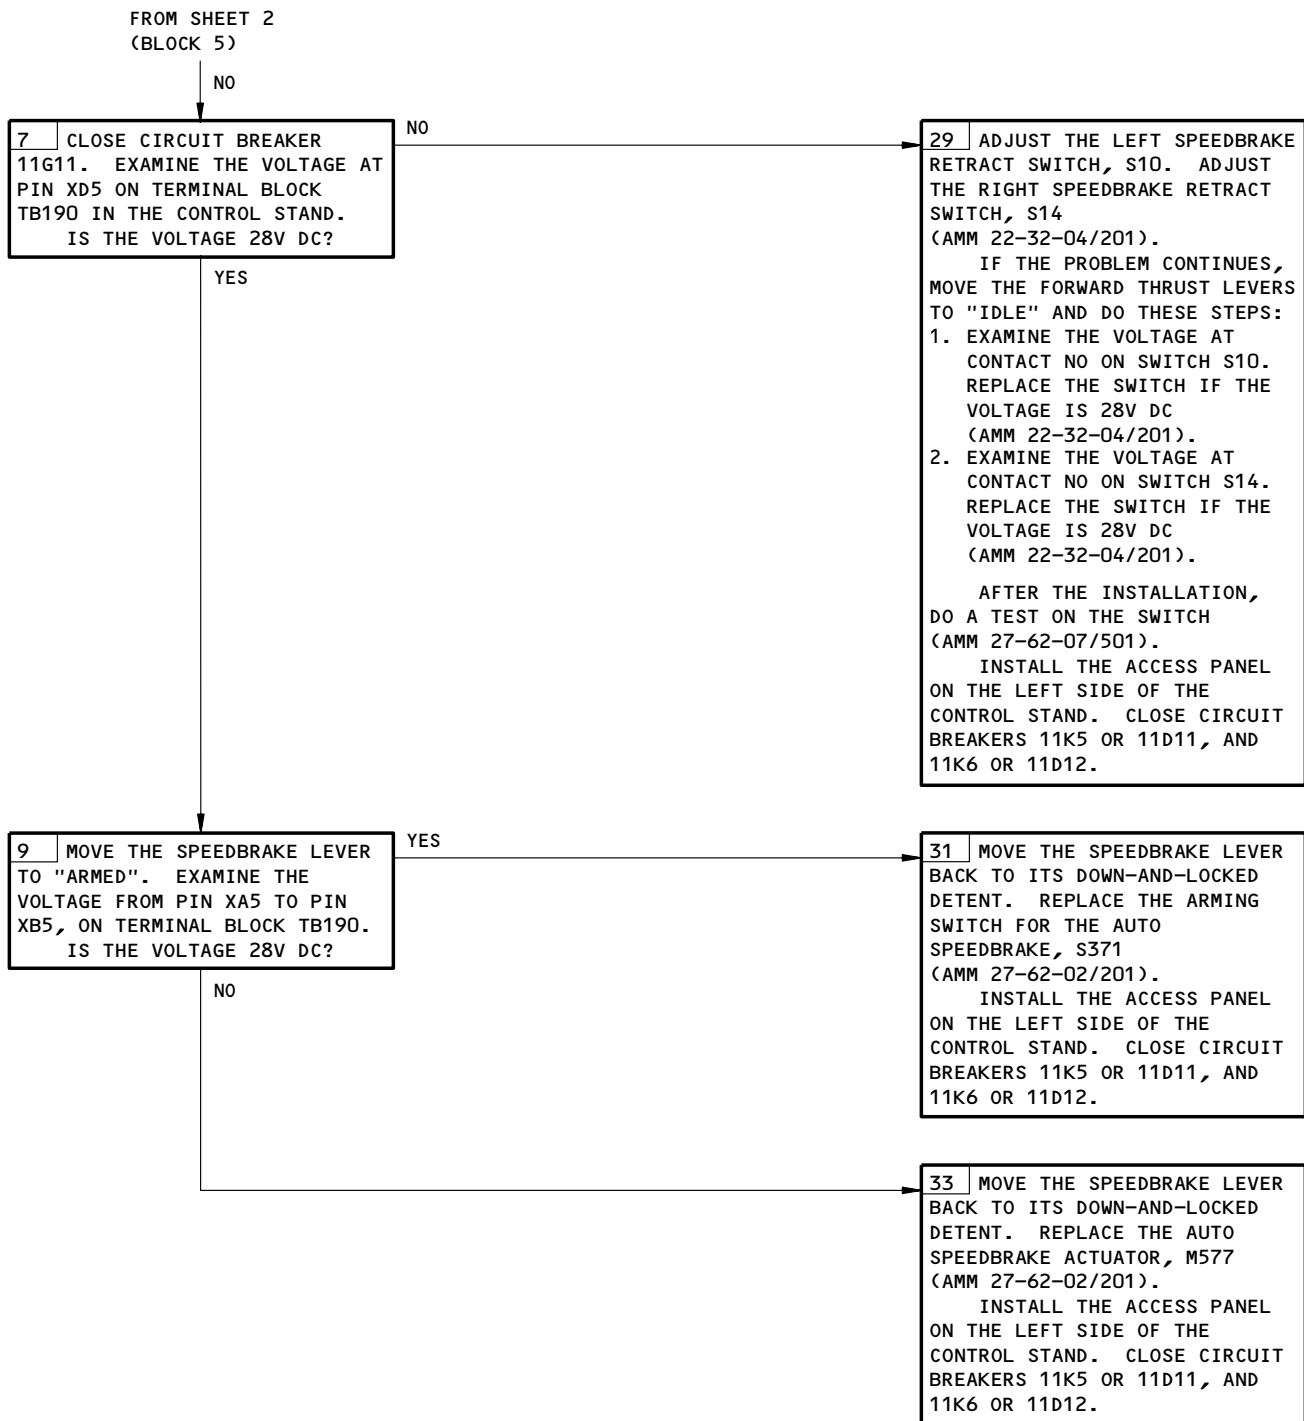 FROM SHEET 2
(BLOCK 5)
NO
7 CLOSE CIRCUIT BREAKER
11G11. EXAMINE THE VOLTAGE AT
PIN XD5 ON TERMINAL BLOCK
TB190 IN THE CONTROL STAND.
IS THE VOLTAGE 28V DC?
NO
YES
29 ADJUST THE LEFT SPEEDBRAKE
RETRACT SWITCH, S10. ADJUST
THE RIGHT SPEEDBRAKE RETRACT
SWITCH, S14
(AMM 22-32-04/201).
IF THE PROBLEM CONTINUES,
MOVE THE FORWARD THRUST LEVERS
TO "IDLE" AND DO THESE STEPS:
1. EXAMINE THE VOLTAGE AT
CONTACT NO ON SWITCH S10.
REPLACE THE SWITCH IF THE
VOLTAGE IS 28V DC
(AMM 22-32-04/201).
2. EXAMINE THE VOLTAGE AT
CONTACT NO ON SWITCH S14.
REPLACE THE SWITCH IF THE
VOLTAGE IS 28V DC
(AMM 22-32-04/201).
AFTER THE INSTALLATION,
DO A TEST ON THE SWITCH
(AMM 27-62-07/501).
INSTALL THE ACCESS PANEL
ON THE LEFT SIDE OF THE
CONTROL STAND. CLOSE CIRCUIT
BREAKERS 11K5 OR 11D11, AND
11K6 OR 11D12.
9 MOVE THE SPEEDBRAKE LEVER
TO "ARMED". EXAMINE THE
VOLTAGE FROM PIN XA5 TO PIN
XB5, ON TERMINAL BLOCK TB190.
IS THE VOLTAGE 28V DC?
YES
NO
31 MOVE THE SPEEDBRAKE LEVER
BACK TO ITS DOWN-AND-LOCKED
DETENT. REPLACE THE ARMING
SWITCH FOR THE AUTO
SPEEDBRAKE, S371
(AMM 27-62-02/201).
INSTALL THE ACCESS PANEL
ON THE LEFT SIDE OF THE
CONTROL STAND. CLOSE CIRCUIT
BREAKERS 11K5 OR 11D11, AND
11K6 OR 11D12.
33 MOVE THE SPEEDBRAKE LEVER
BACK TO ITS DOWN-AND-LOCKED
DETENT. REPLACE THE AUTO
SPEEDBRAKE ACTUATOR, M577
(AMM 27-62-02/201).
INSTALL THE ACCESS PANEL
ON THE LEFT SIDE OF THE
CONTROL STAND. CLOSE CIRCUIT
BREAKERS 11K5 OR 11D11, AND
11K6 OR 11D12.